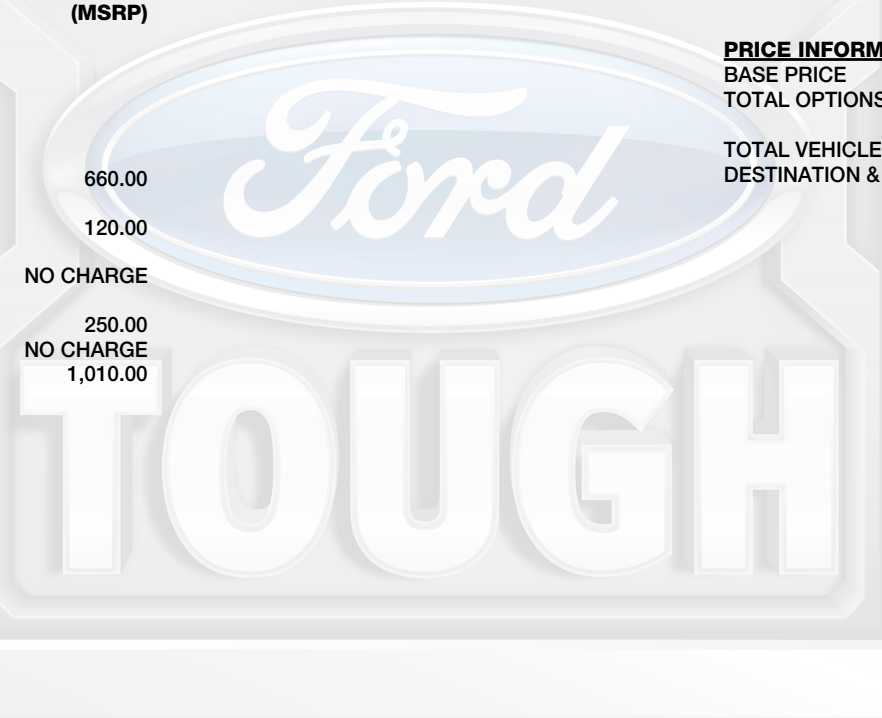 (MSRP)
660.00
120.00
NO CHARGE
250.00
NO CHARGE
1,010.00
PRICE INFORM
BASE PRICE
TOTAL OPTIONS
TOTAL VEHICLE
DESTINATION &
Ford
TOUGH